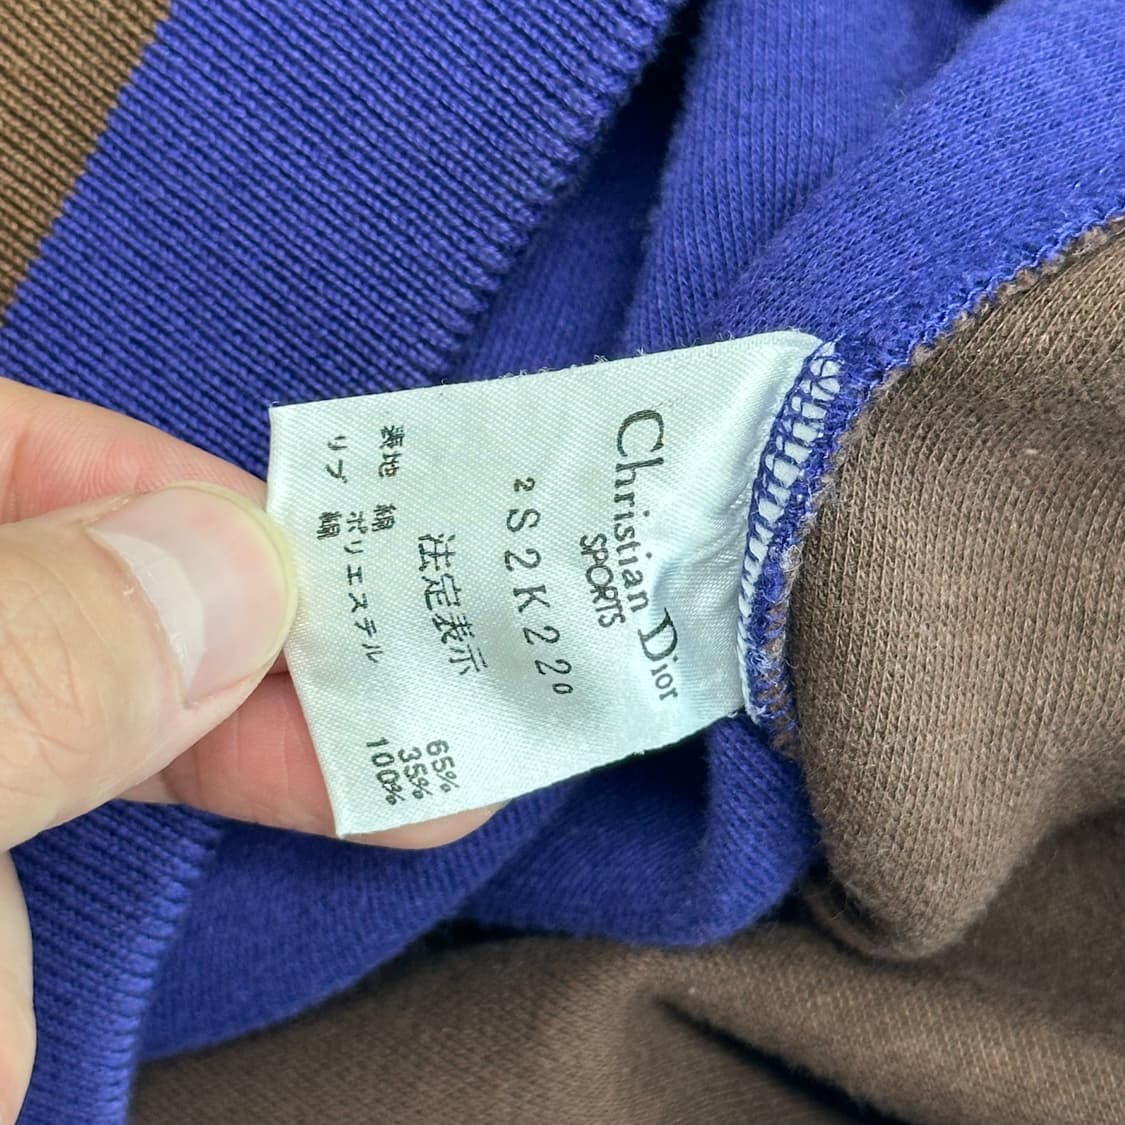 Christian Dior
SPORTS
2S2K220
法定表示
表地 綿 65%
ポリエステル 35%
リブ 綿 100%